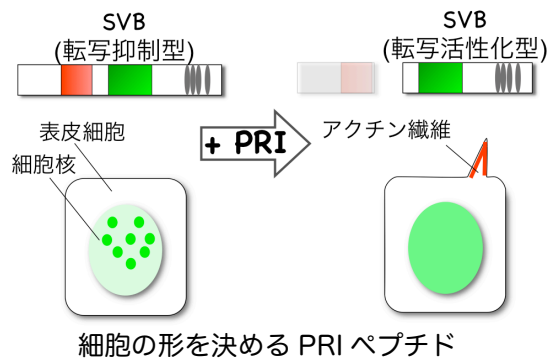 SVB
(転写抑制型)
SVB
(転写活性化型)
+ PRI
表皮細胞
細胞核
アクチン繊維
細胞の形を決める PRI ペプチド